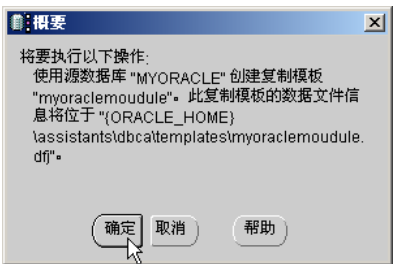 概要
将要执行以下操作:
使用源数据库 "MYORACLE" 创建复制模板
"myoraclemoudule"。此复制模板的数据文件信
息将位于 "{ORACLE_HOME}
\assistants\dbca\templates\myoraclemoudule.
dfj"。
确定 取消 帮助